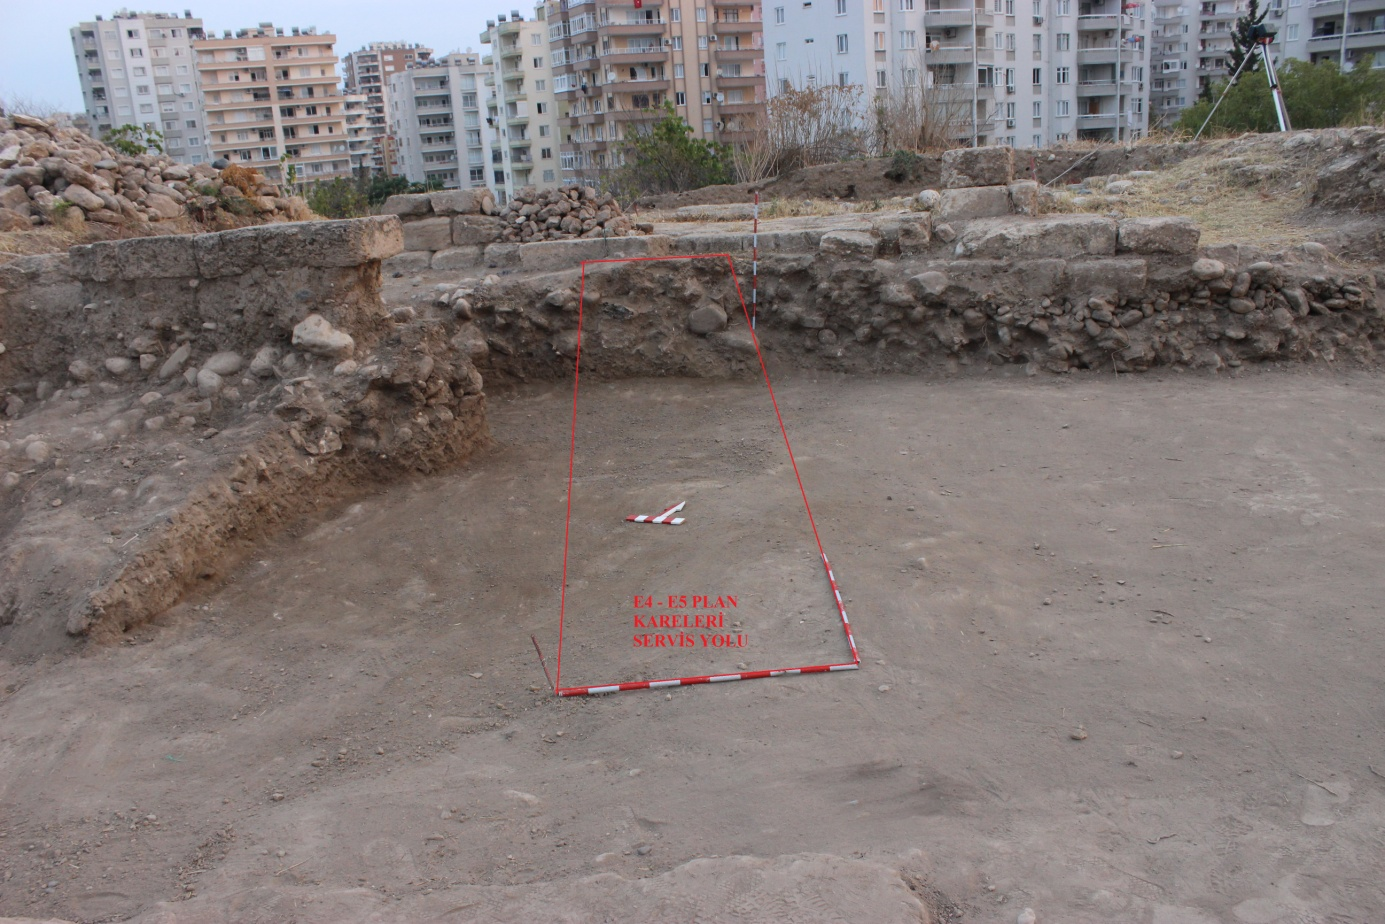 E4 - E5 PLAN
KARELERİ
SERVİS YOLU